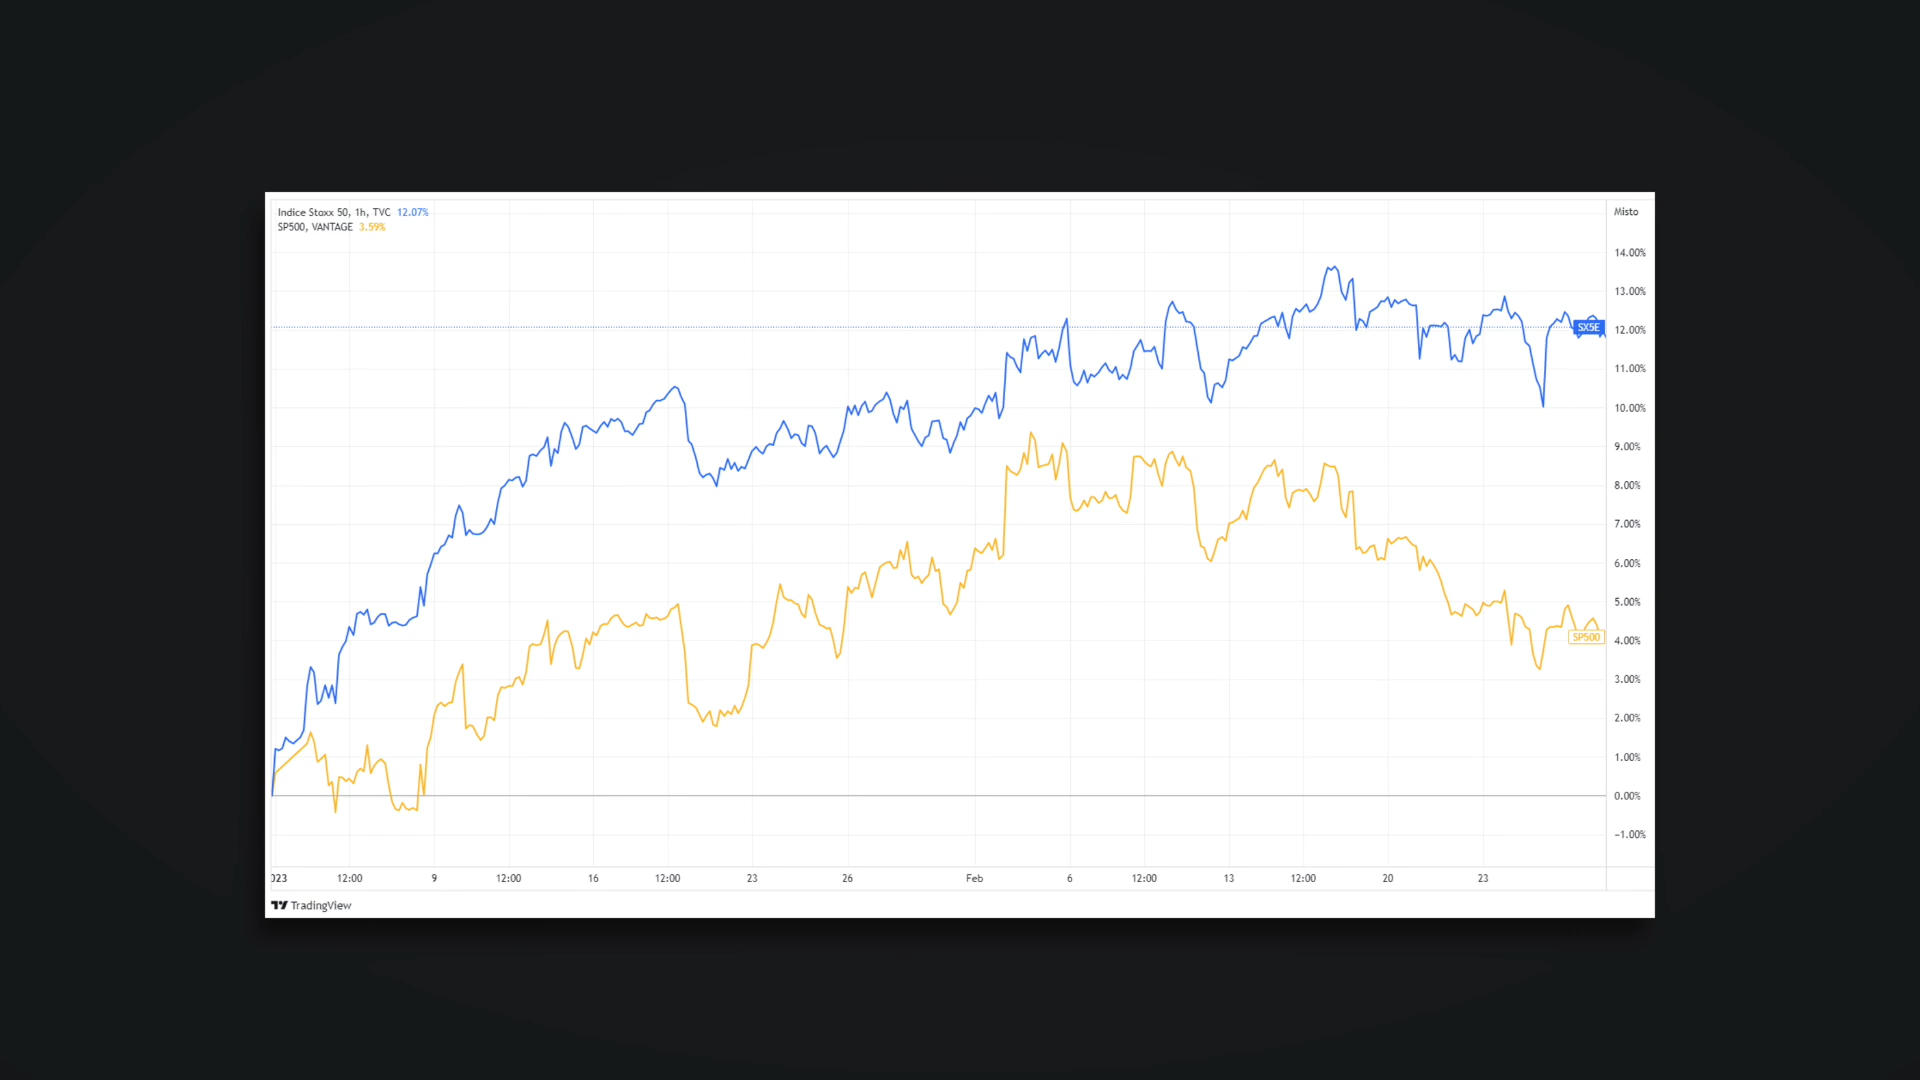 Indice Stoxx 50, 1h, TVC 12.07%
SP500, VANTAGE 3.59%
Misto
14.00%
13.00%
SX5E
12.00%
11.00%
10.00%
9.00%
8.00%
7.00%
6.00%
5.00%
SP500
4.00%
3.00%
2.00%
1.00%
0.00%
−1.00%
023 12:00 9 12:00 16 12:00 23 26 Feb 6 12:00 13 12:00 20 23
TradingView